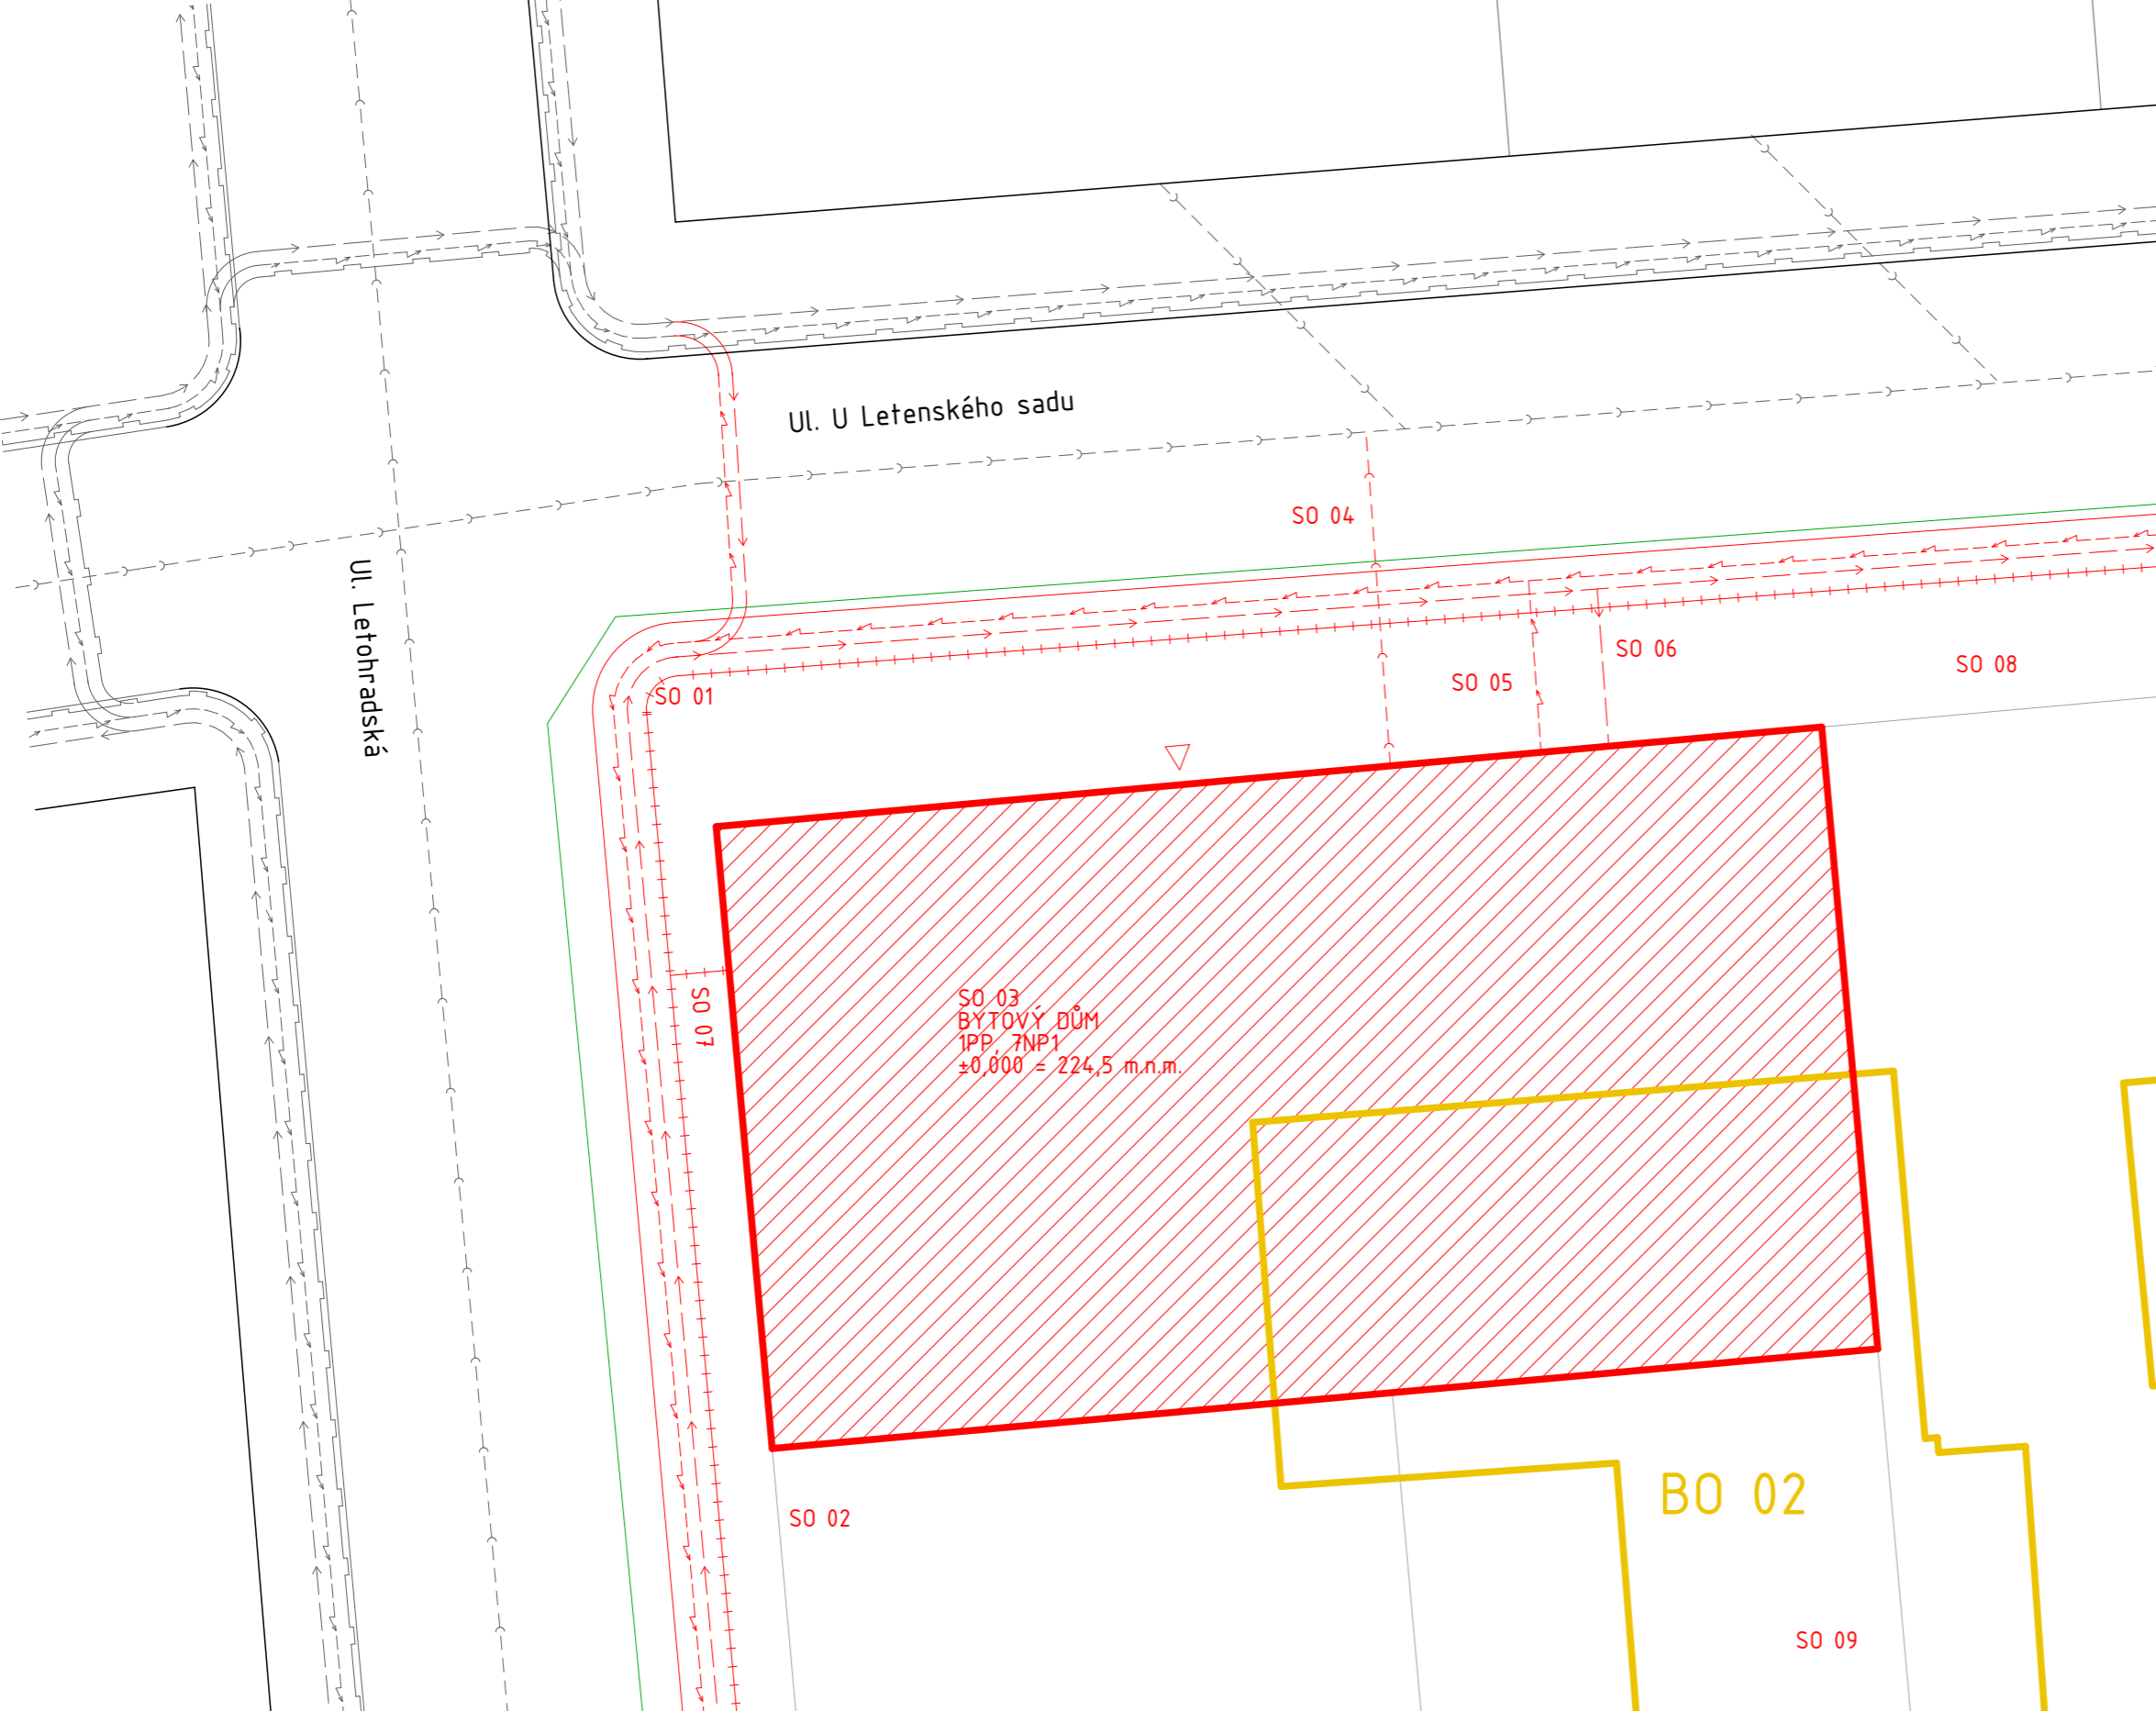 Ul. U Letenského sadu
SO 04
Ul. Letohradská
SO 06
SO 08
SO 05
SO 01
SO 07
SO 03
BYTOVÝ DŮM
1PP, 7NP1
±0,000 = 224,5 m.n.m.
BO 02
SO 02
SO 09